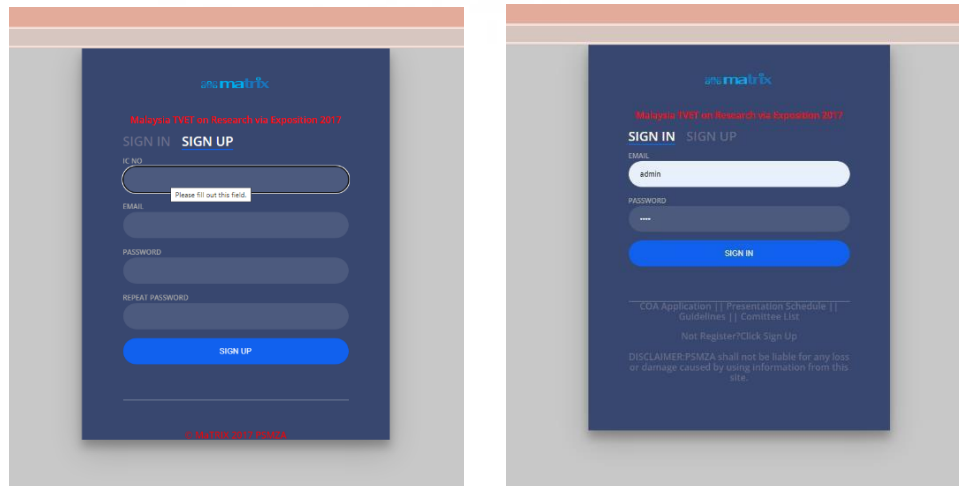 matrix
Malaysia TVET on Research via Exposition 2017
SIGN IN SIGN UP
IC NO
Please fill out this field.
EMAIL
PASSWORD
REPEAT PASSWORD
SIGN UP
© MaTRIX 2017 PSMZA
matrix
Malaysia TVET on Research via Exposition 2017
SIGN IN SIGN UP
EMAIL
admin
PASSWORD
••••
SIGN IN
COA Application || Presentation Schedule ||
Guidelines || Comittee List
Not Register?Click Sign Up
DISCLAIMER:PSMZA shall not be liable for any loss
or damage caused by using information from this
site.